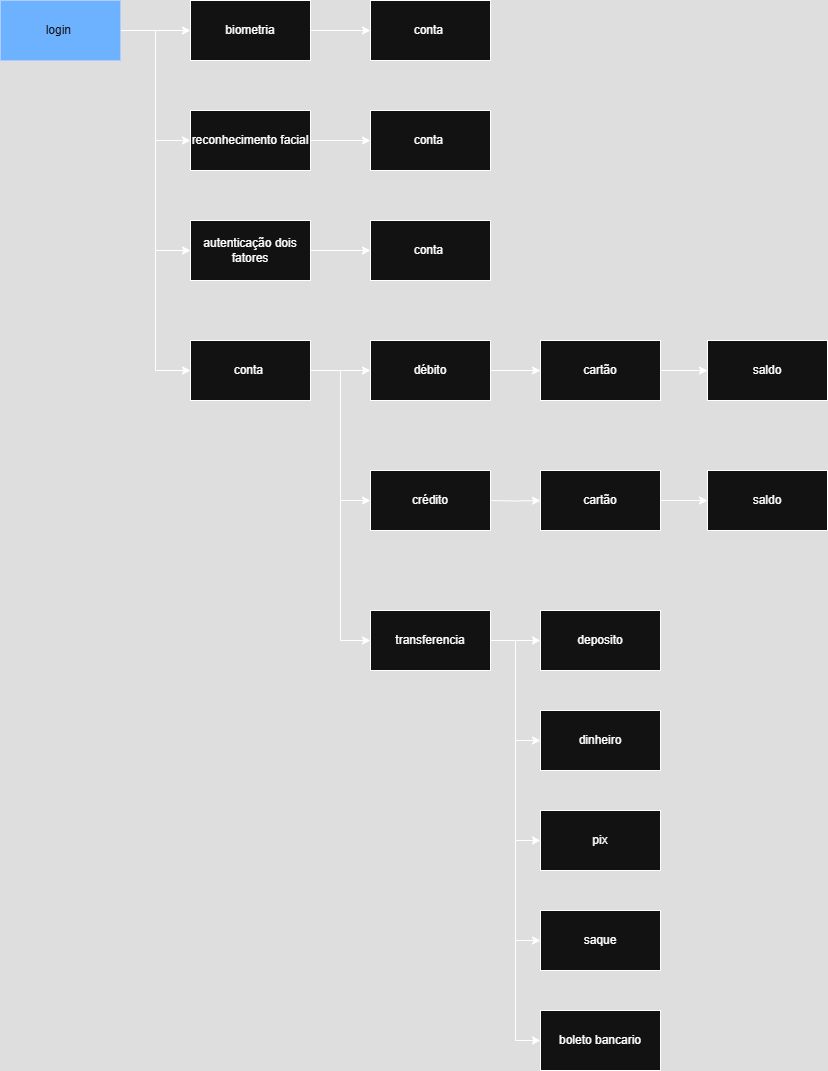 login
biometria
conta
reconhecimento facial
conta
autenticação dois
fatores
conta
conta
débito
cartão
saldo
crédito
cartão
saldo
transferencia
deposito
dinheiro
pix
saque
boleto bancario